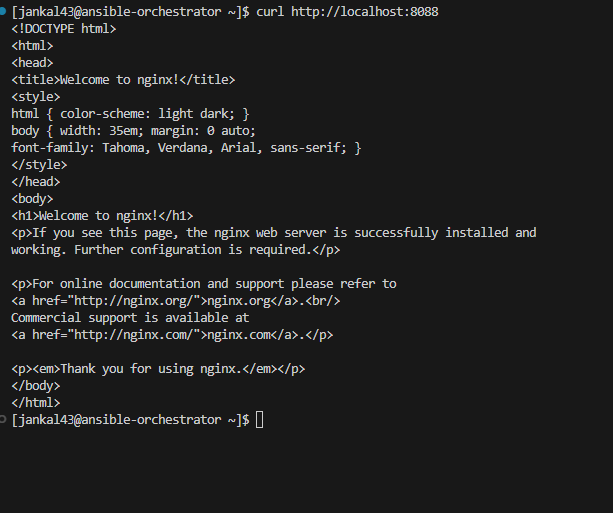 [jankal43@ansible-orchestrator ~]$ curl http://localhost:8088
<!DOCTYPE html>
<html>
<head>
<title>Welcome to nginx!</title>
<style>
html { color-scheme: light dark; }
body { width: 35em; margin: 0 auto;
font-family: Tahoma, Verdana, Arial, sans-serif; }
</style>
</head>
<body>
<h1>Welcome to nginx!</h1>
<p>If you see this page, the nginx web server is successfully installed and
working. Further configuration is required.</p>

<p>For online documentation and support please refer to
<a href="http://nginx.org/">nginx.org</a>.<br/>
Commercial support is available at
<a href="http://nginx.com/">nginx.com</a>.</p>

<p><em>Thank you for using nginx.</em></p>
</body>
</html>
[jankal43@ansible-orchestrator ~]$